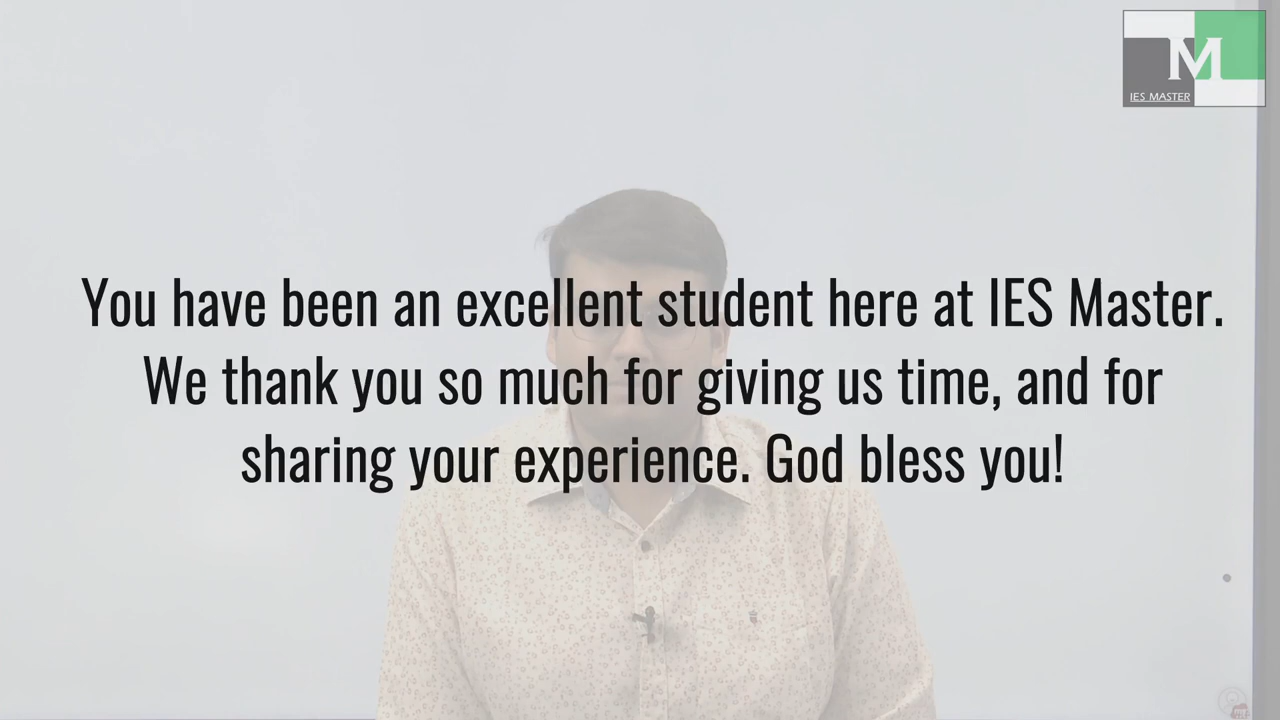 M
IES MASTER
You have been an excellent student here at IES Master.
We thank you so much for giving us time, and for
sharing your experience. God bless you!